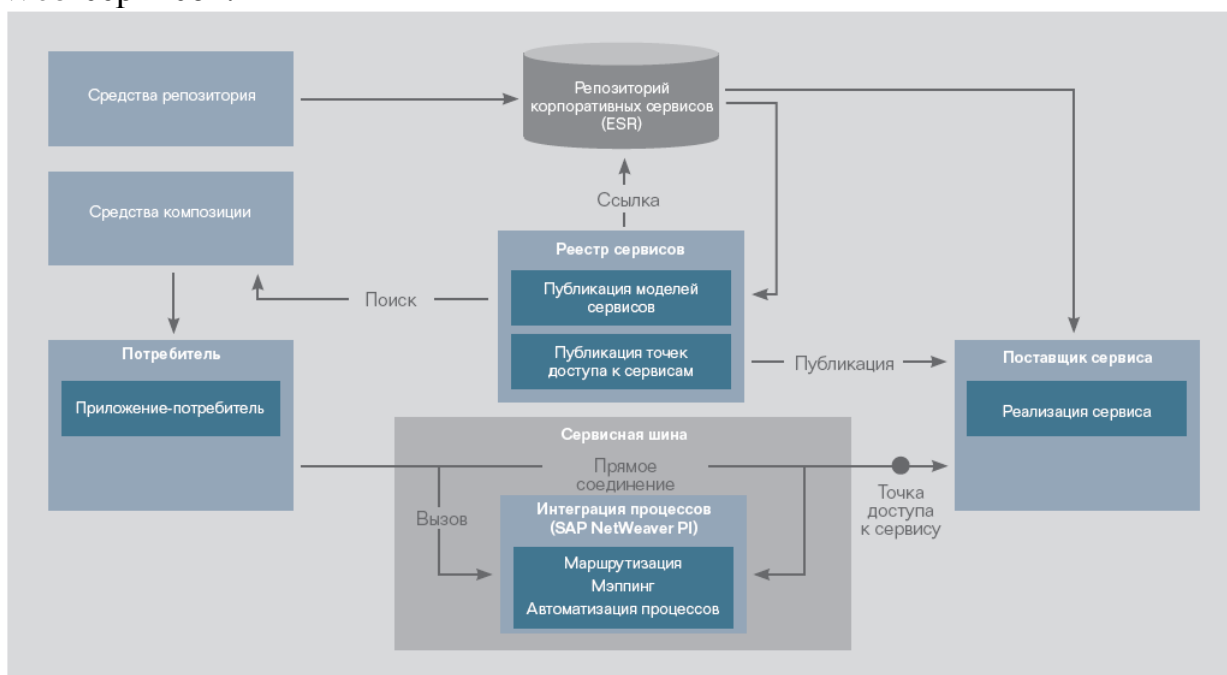 Средства репозитория
Репозиторий
корпоративных сервисов
(ESR)
Средства композиции
Ссылка
Реестр сервисов
Публикация моделей
сервисов
Поиск
Публикация точек
доступа к сервисам
Публикация
Потребитель
Приложение-потребитель
Поставщик сервиса
Реализация сервиса
Сервисная шина
Прямое
соединение
Вызов
Точка
доступа
к сервису
Интеграция процессов
(SAP NetWeaver PI)
Маршрутизация
Мэппинг
Автоматизация процессов